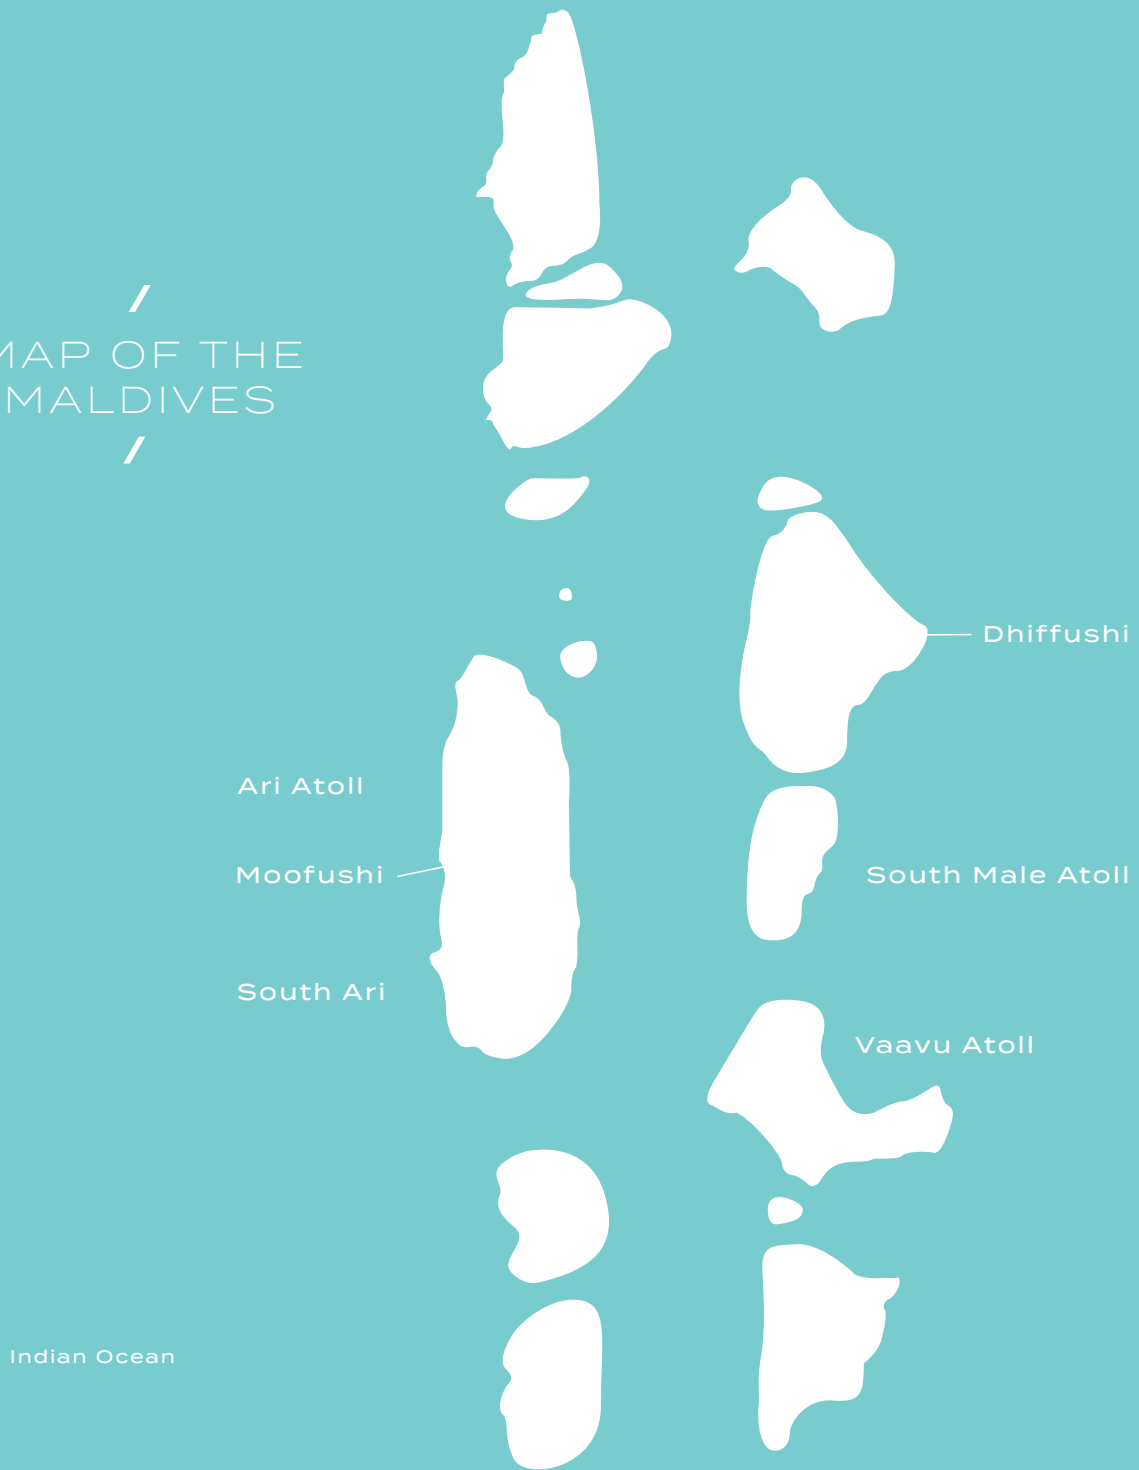 MAP OF THE
MALDIVES
Dhiffushi
Ari Atoll
Moofushi
South Male Atoll
South Ari
Vaavu Atoll
Indian Ocean